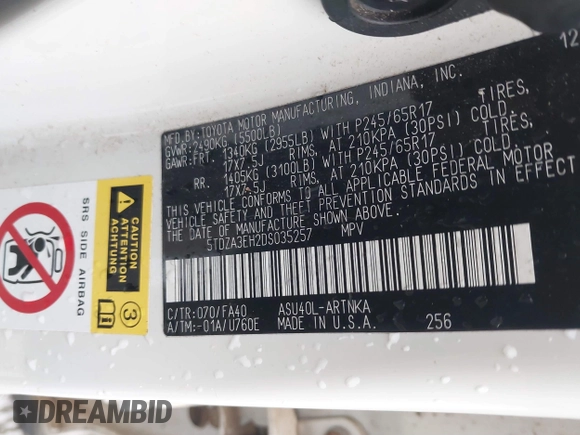 12
MFD.BY:TOYOTA MOTOR MANUFACTURING, INDIANA, INC.
GVWR:2490KG (5500LB)
GAWR:FRT. 1340KG (2955LB) WITH P245/65R17 TIRES,
17X7.5J RIMS, AT 210KPA (30PSI) COLD.
RR. 1405KG (3100LB) WITH P245/65R17 TIRES,
17X7.5J RIMS, AT 210KPA (30PSI) COLD.
THIS VEHICLE CONFORMS TO ALL APPLICABLE FEDERAL MOTOR
VEHICLE SAFETY AND THEFT PREVENTION STANDARDS IN EFFECT
ON THE DATE OF MANUFACTURE SHOWN ABOVE.
5TDZA3EH2DS035257 MPV
C/TR:070/FA40 ASU40L-ARTNKA
A/TM:-01A/U760E MADE IN U.S.A. 256
CAUTION
ATTENTION
CAUTION
SRS SIDE AIRBAG
3
DREAMBID